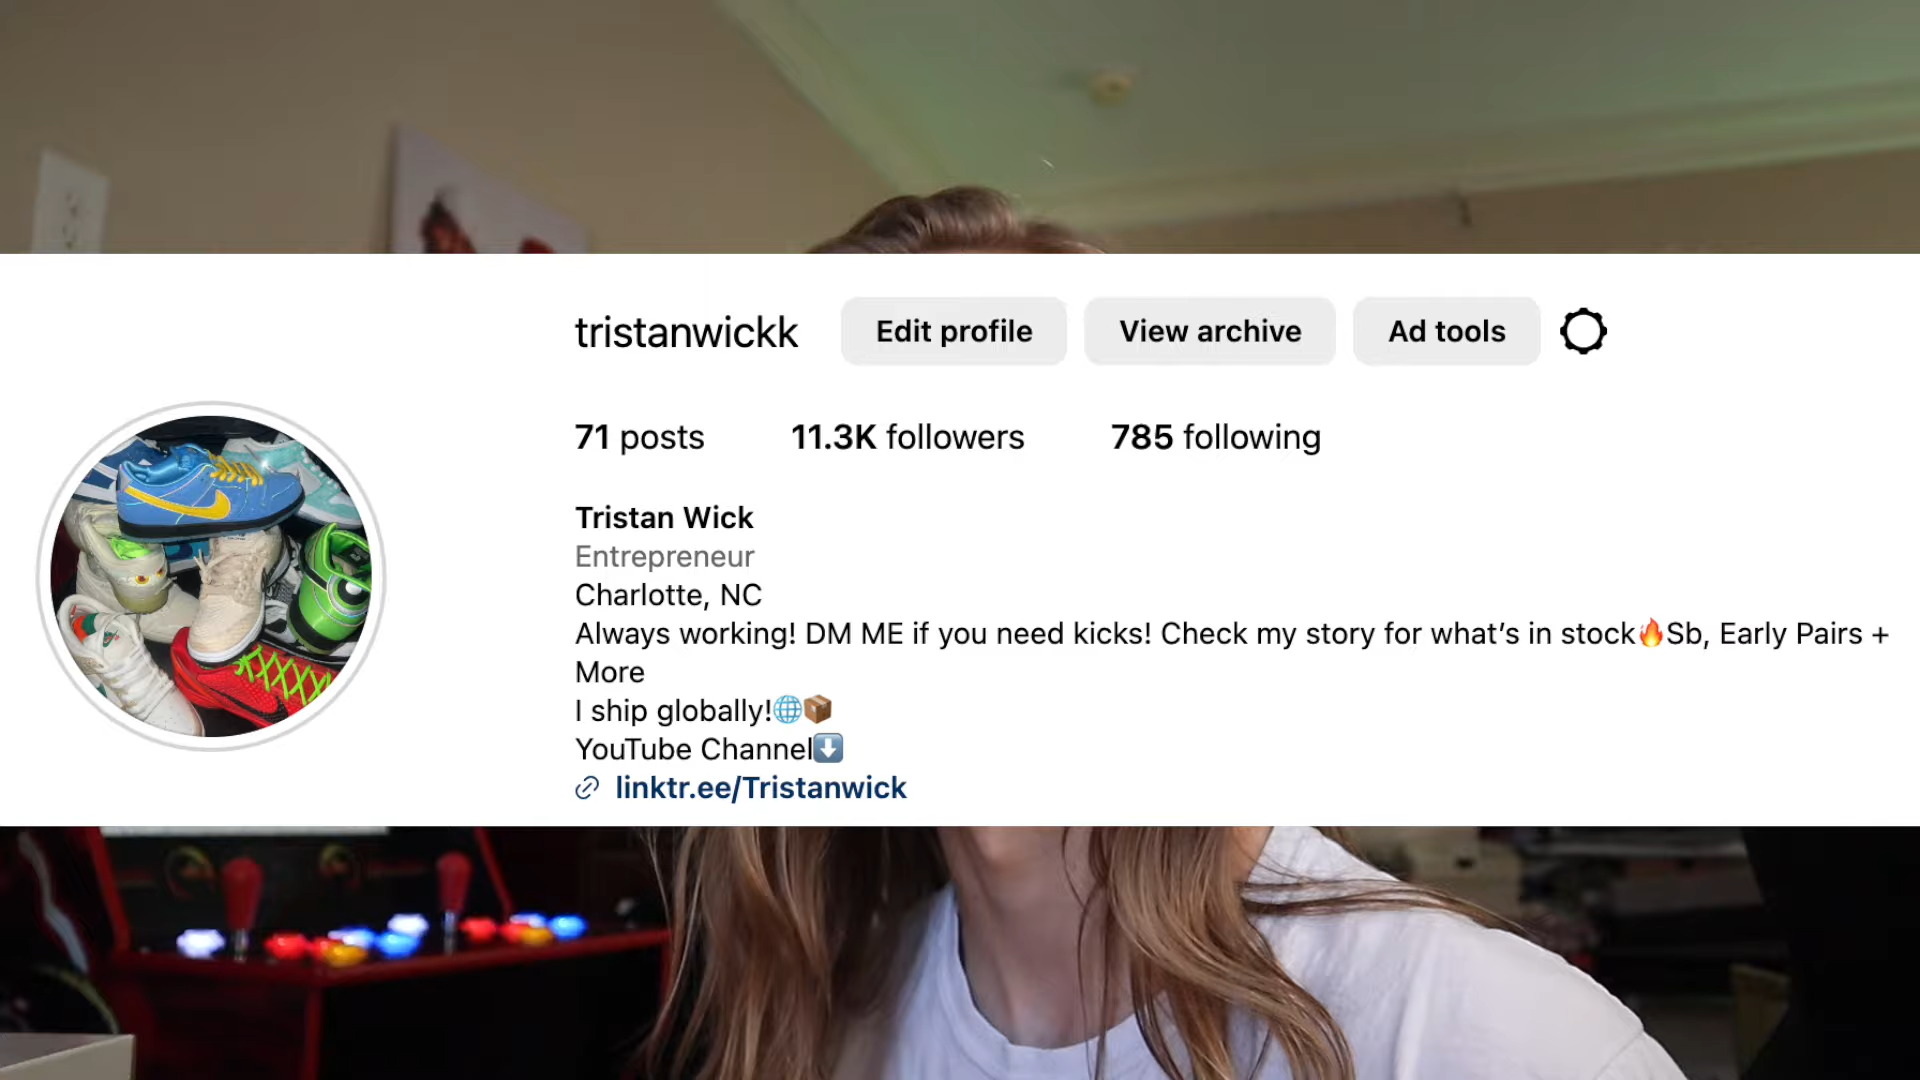 tristanwickk Edit profile View archive Ad tools
71 posts 11.3K followers 785 following
Tristan Wick
Entrepreneur
Charlotte, NC
Always working! DM ME if you need kicks! Check my story for what’s in stock🔥Sb, Early Pairs +
More
I ship globally!🌐📦
YouTube Channel⬇️
linktr.ee/Tristanwick